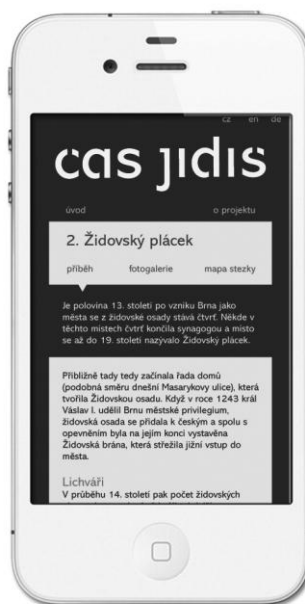 cz en de
cas jidis
úvod o projektu
2. Židovský plácek
příběh fotogalerie mapa stezky
Je polovina 13. století po vzniku Brna jako
města se z židovské osady stává čtvrť. Někde v
těchto místech čtvrť končila synagogou a místo
se až do 19. století nazývalo Židovský plácek.
Přibližně tady tedy začínala řada domů
(podobná směru dnešní Masarykovy ulice), která
tvořila Židovskou osadu. Když v roce 1243 král
Václav I. udělil Brnu městské privilegium,
židovská osada se přidala k českým a spolu s
opevněním byla na jejím konci vystavěna
Židovská brána, která střežila jižní vstup do
města.
Lichváři
V průběhu 14. století pak počet židovských